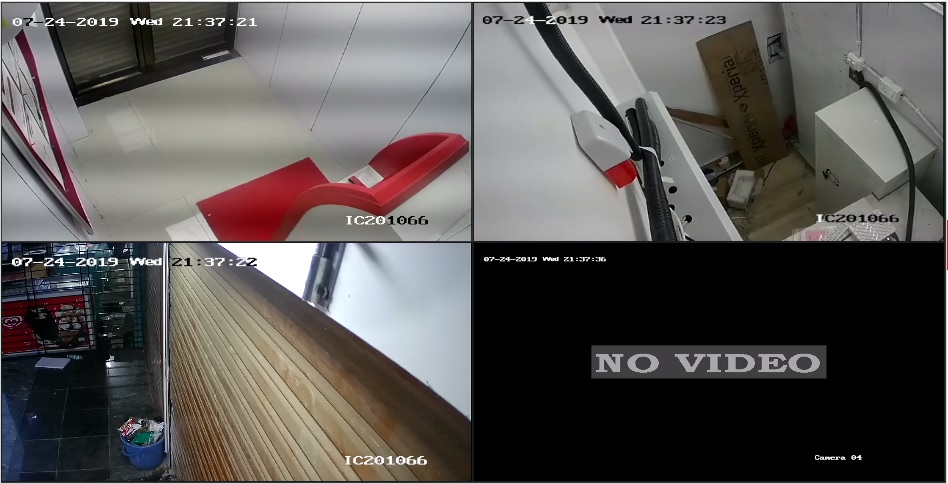 07-24-2019 Wed 21:37:21
IC201066
07-24-2019 Wed 21:37:23
Xperia
IC201066
07-24-2019 Wed 21:37:22
IC201066
07-24-2019 Wed 21:37:36
NO VIDEO
Camera 04